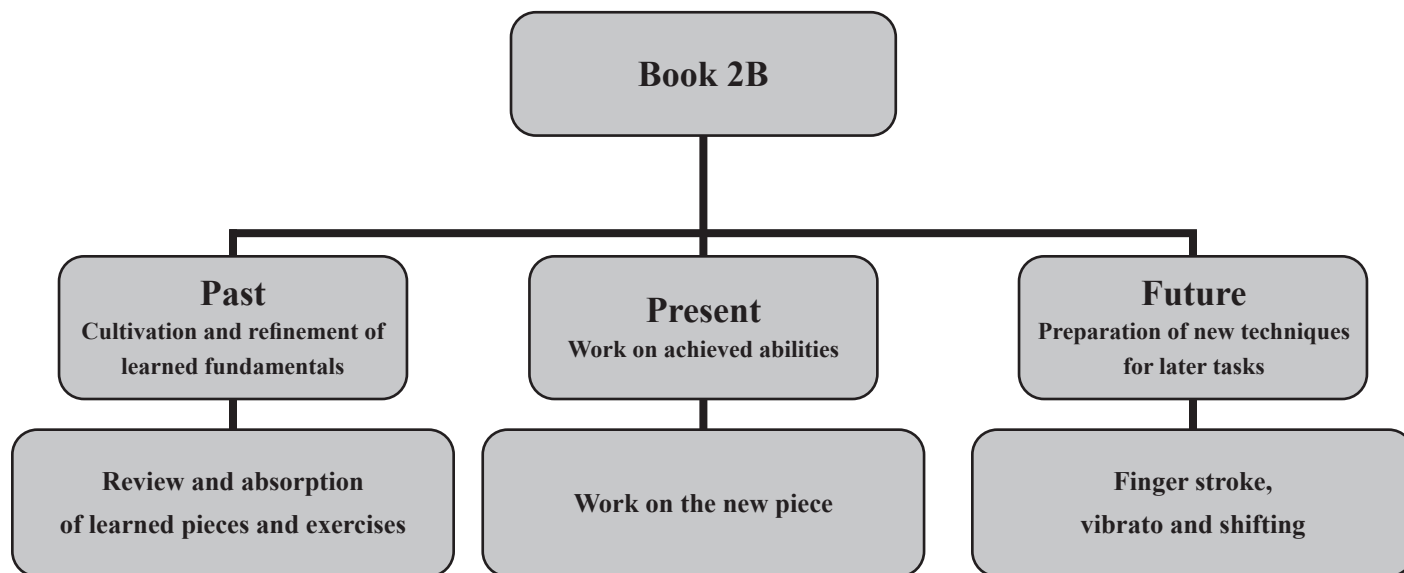 Book 2B
Past
Cultivation and refinement of
learned fundamentals
Present
Work on achieved abilities
Future
Preparation of new techniques
for later tasks
Review and absorption
of learned pieces and exercises
Work on the new piece
Finger stroke,
vibrato and shifting